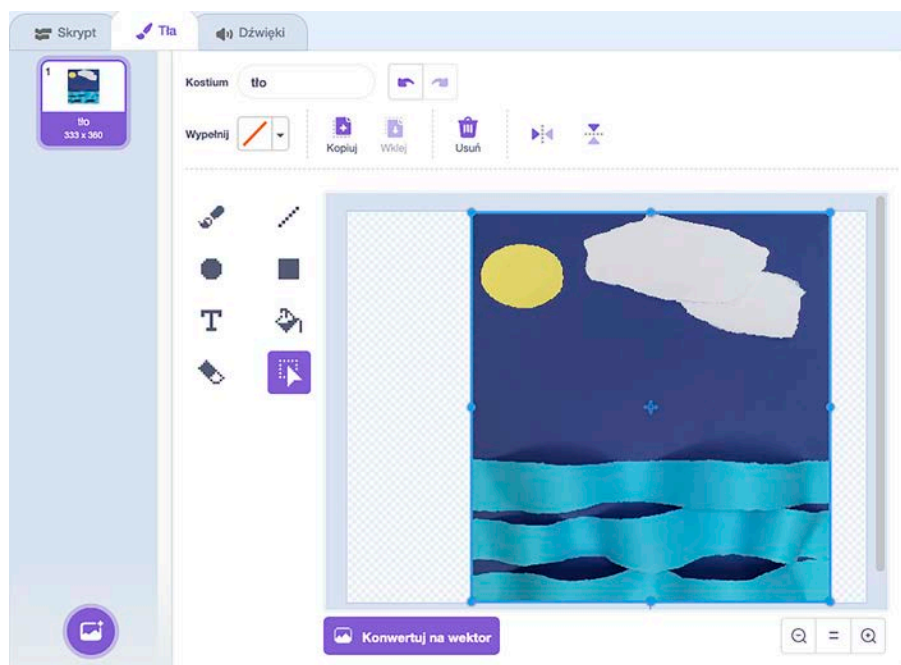 Skrypt Tła Dźwięki
1
tło
333 x 360
Kostium tło
Wypełnij
Kopiuj Wklej Usuń
T
Konwertuj na wektor